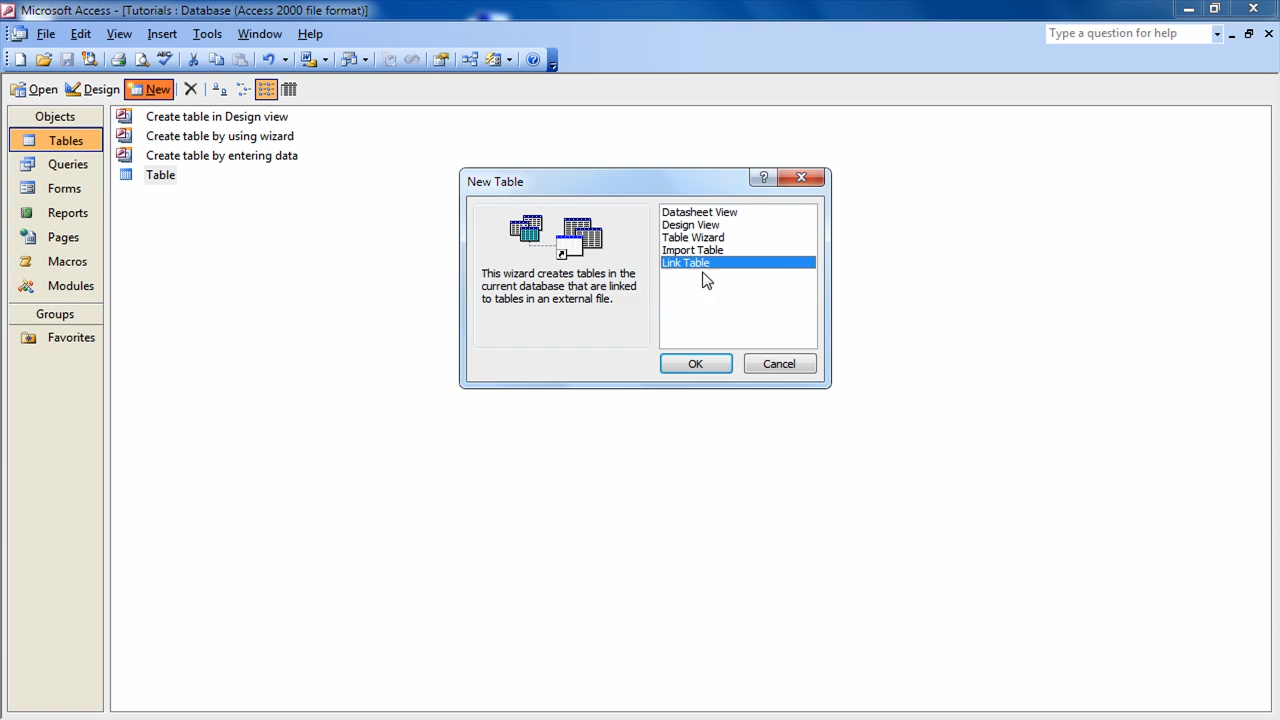 Microsoft Access - [Tutorials : Database (Access 2000 file format)]
File Edit View Insert Tools Window Help
Type a question for help
Open Design New
Objects
Tables
Queries
Forms
Reports
Pages
Macros
Modules
Groups
Favorites
Create table in Design view
Create table by using wizard
Create table by entering data
Table
New Table
This wizard creates tables in the
current database that are linked
to tables in an external file.
Datasheet View
Design View
Table Wizard
Import Table
Link Table
OK Cancel